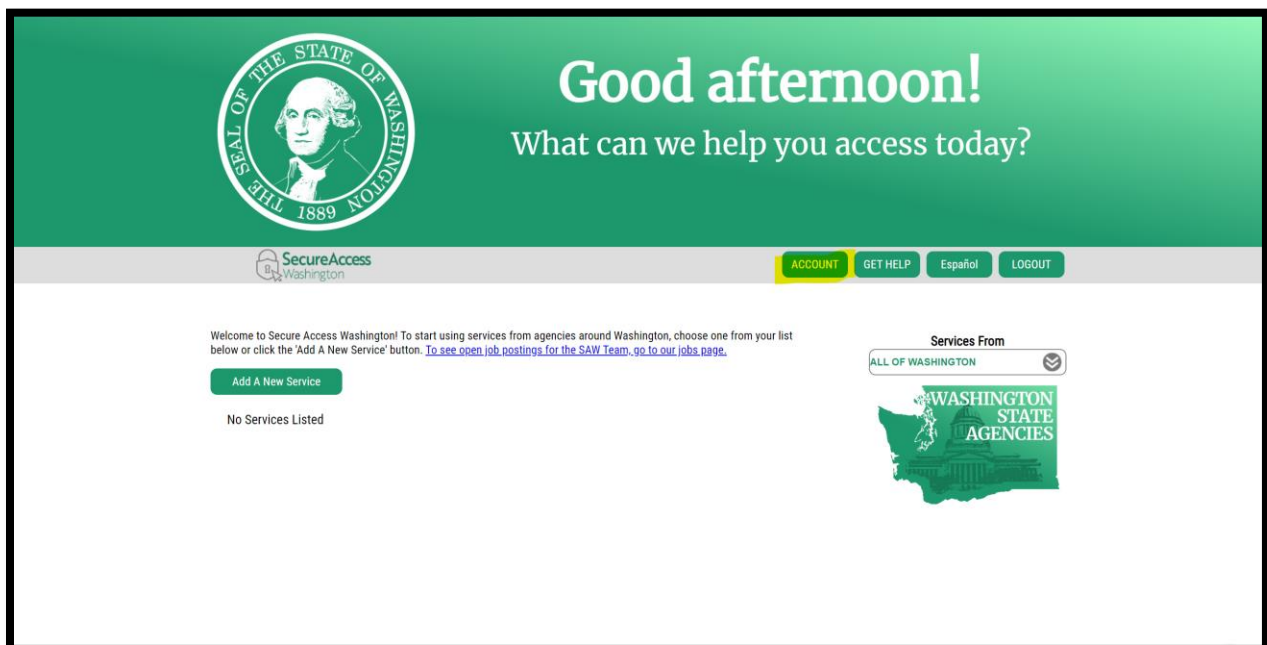 THE SEAL OF THE STATE OF WASHINGTON
1889
Good afternoon!
What can we help you access today?
SecureAccess
Washington
ACCOUNT
GET HELP
Español
LOGOUT
Welcome to Secure Access Washington! To start using services from agencies around Washington, choose one from your list
below or click the 'Add A New Service' button. To see open job postings for the SAW Team, go to our jobs page.
Add A New Service
No Services Listed
Services From
ALL OF WASHINGTON
WASHINGTON
STATE
AGENCIES